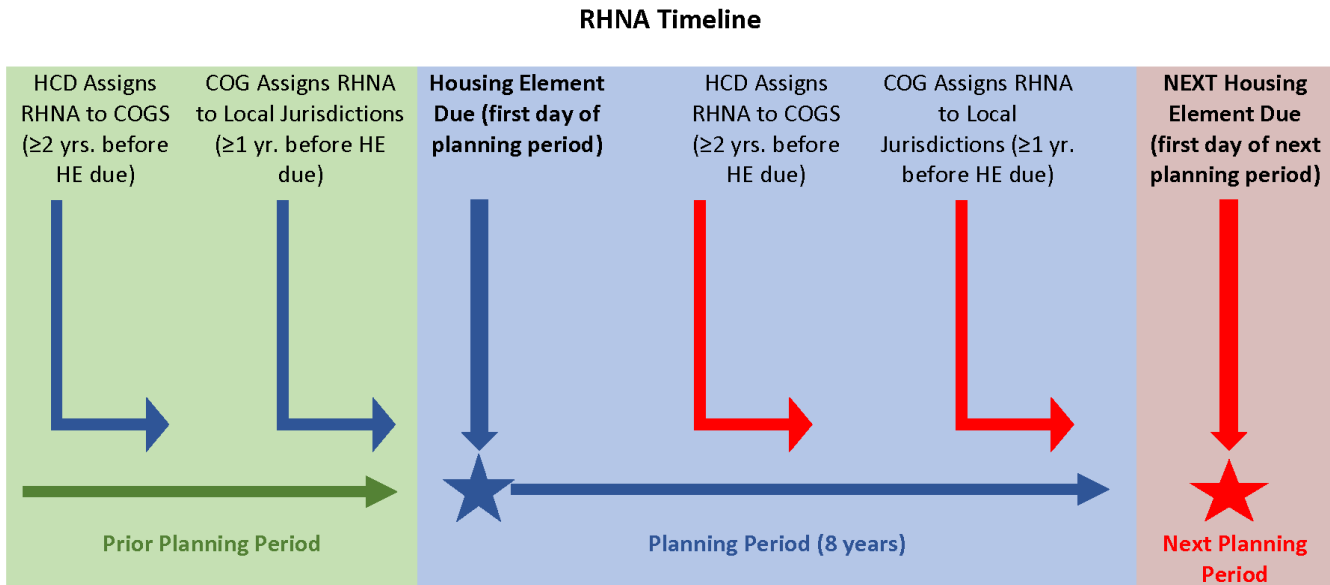 RHNA Timeline
HCD Assigns
RHNA to COGS
(≥2 yrs. before
HE due)
COG Assigns RHNA
to Local Jurisdictions
(≥1 yr. before HE
due)
Housing Element
Due (first day of
planning period)
HCD Assigns
RHNA to COGS
(≥2 yrs. before
HE due)
COG Assigns RHNA
to Local
Jurisdictions (≥1 yr.
before HE due)
NEXT Housing
Element Due
(first day of next
planning period)
Prior Planning Period
Planning Period (8 years)
Next Planning
Period